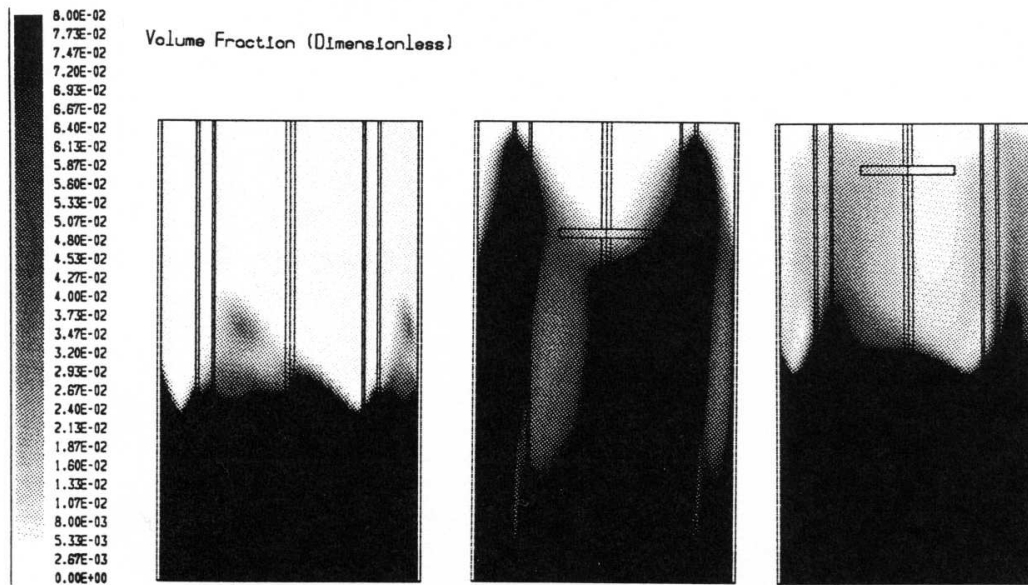 8.00E-02
7.73E-02
7.47E-02
7.20E-02
6.93E-02
6.67E-02
6.40E-02
6.13E-02
5.87E-02
5.60E-02
5.33E-02
5.07E-02
4.80E-02
4.53E-02
4.27E-02
4.00E-02
3.73E-02
3.47E-02
3.20E-02
2.93E-02
2.67E-02
2.40E-02
2.13E-02
1.87E-02
1.60E-02
1.33E-02
1.07E-02
8.00E-03
5.33E-03
2.67E-03
0.00E+00
Volume Fraction (Dimensionless)